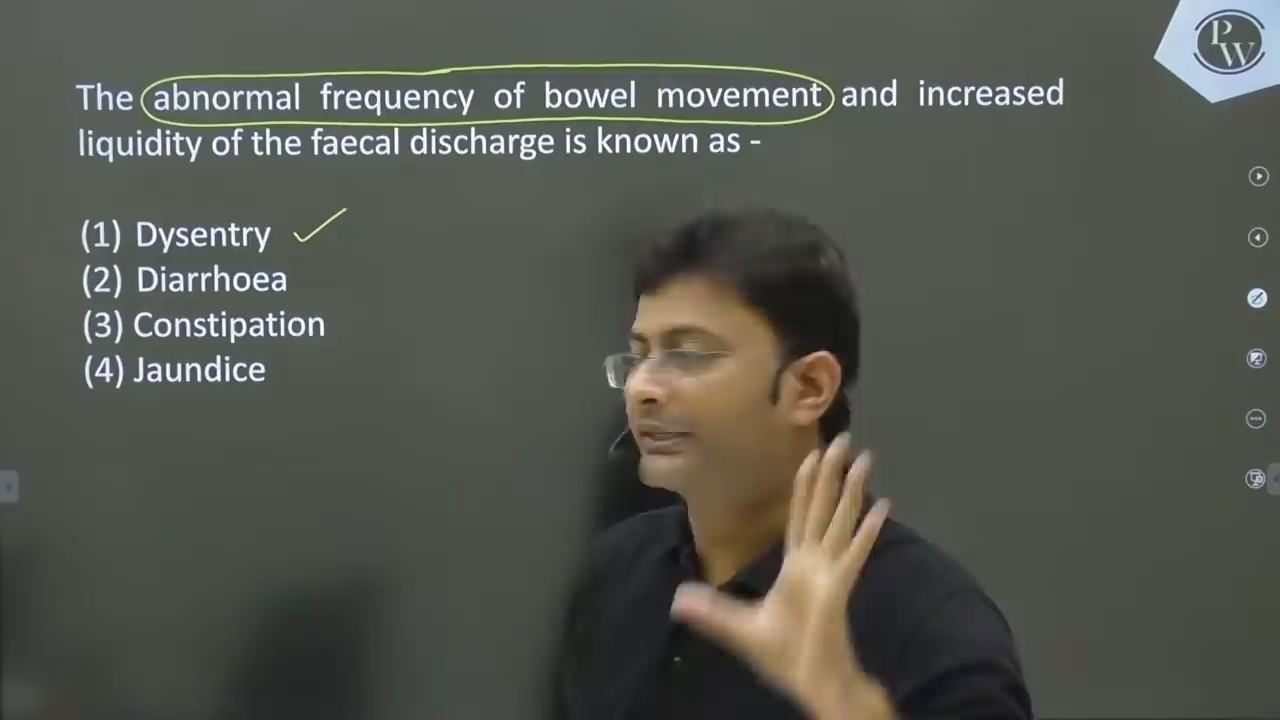 PW
The abnormal frequency of bowel movement and increased
liquidity of the faecal discharge is known as -
(1) Dysentry
(2) Diarrhoea
(3) Constipation
(4) Jaundice